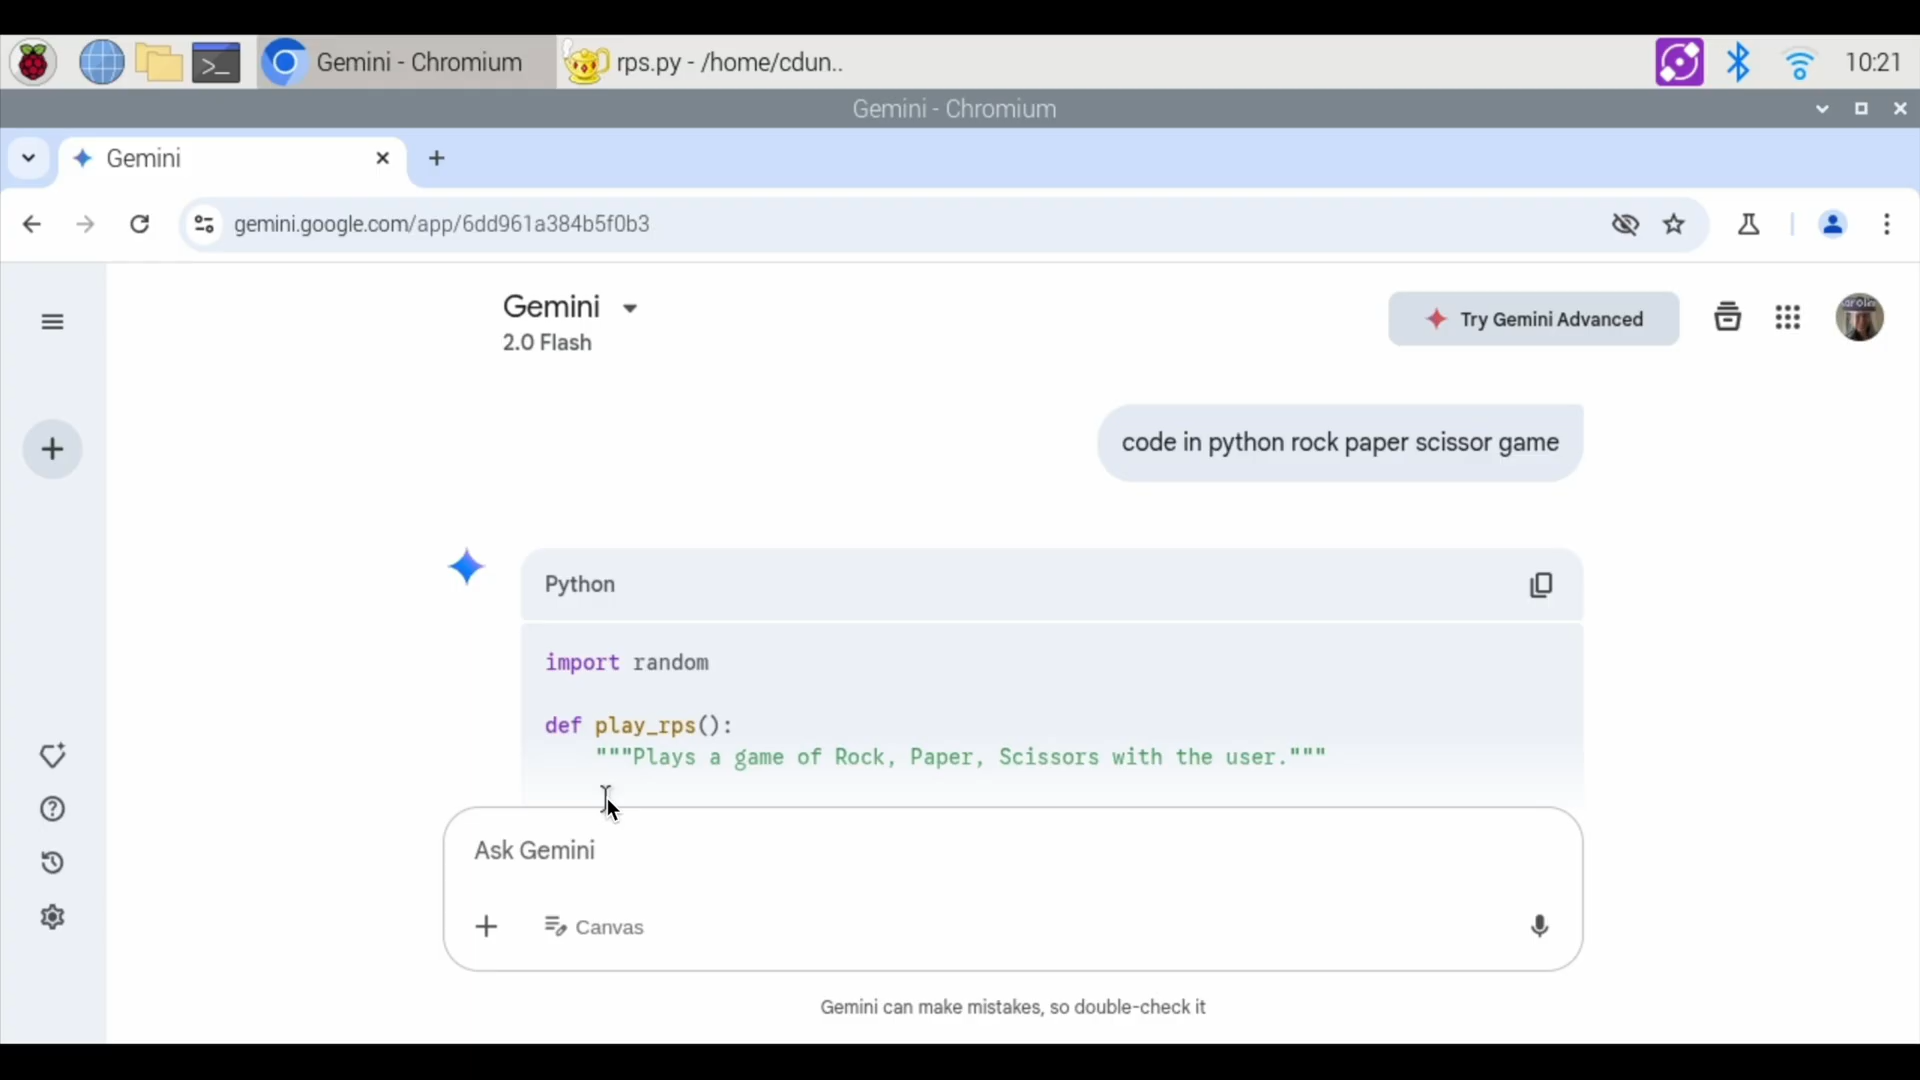 Gemini - Chromium
rps.py - /home/cdun..
10:21
Gemini - Chromium
Gemini
gemini.google.com/app/6dd961a384b5f0b3
Gemini
2.0 Flash
Try Gemini Advanced
code in python rock paper scissor game
Python
import random
def play_rps():
"""Plays a game of Rock, Paper, Scissors with the user."""
Ask Gemini
Canvas
Gemini can make mistakes, so double-check it